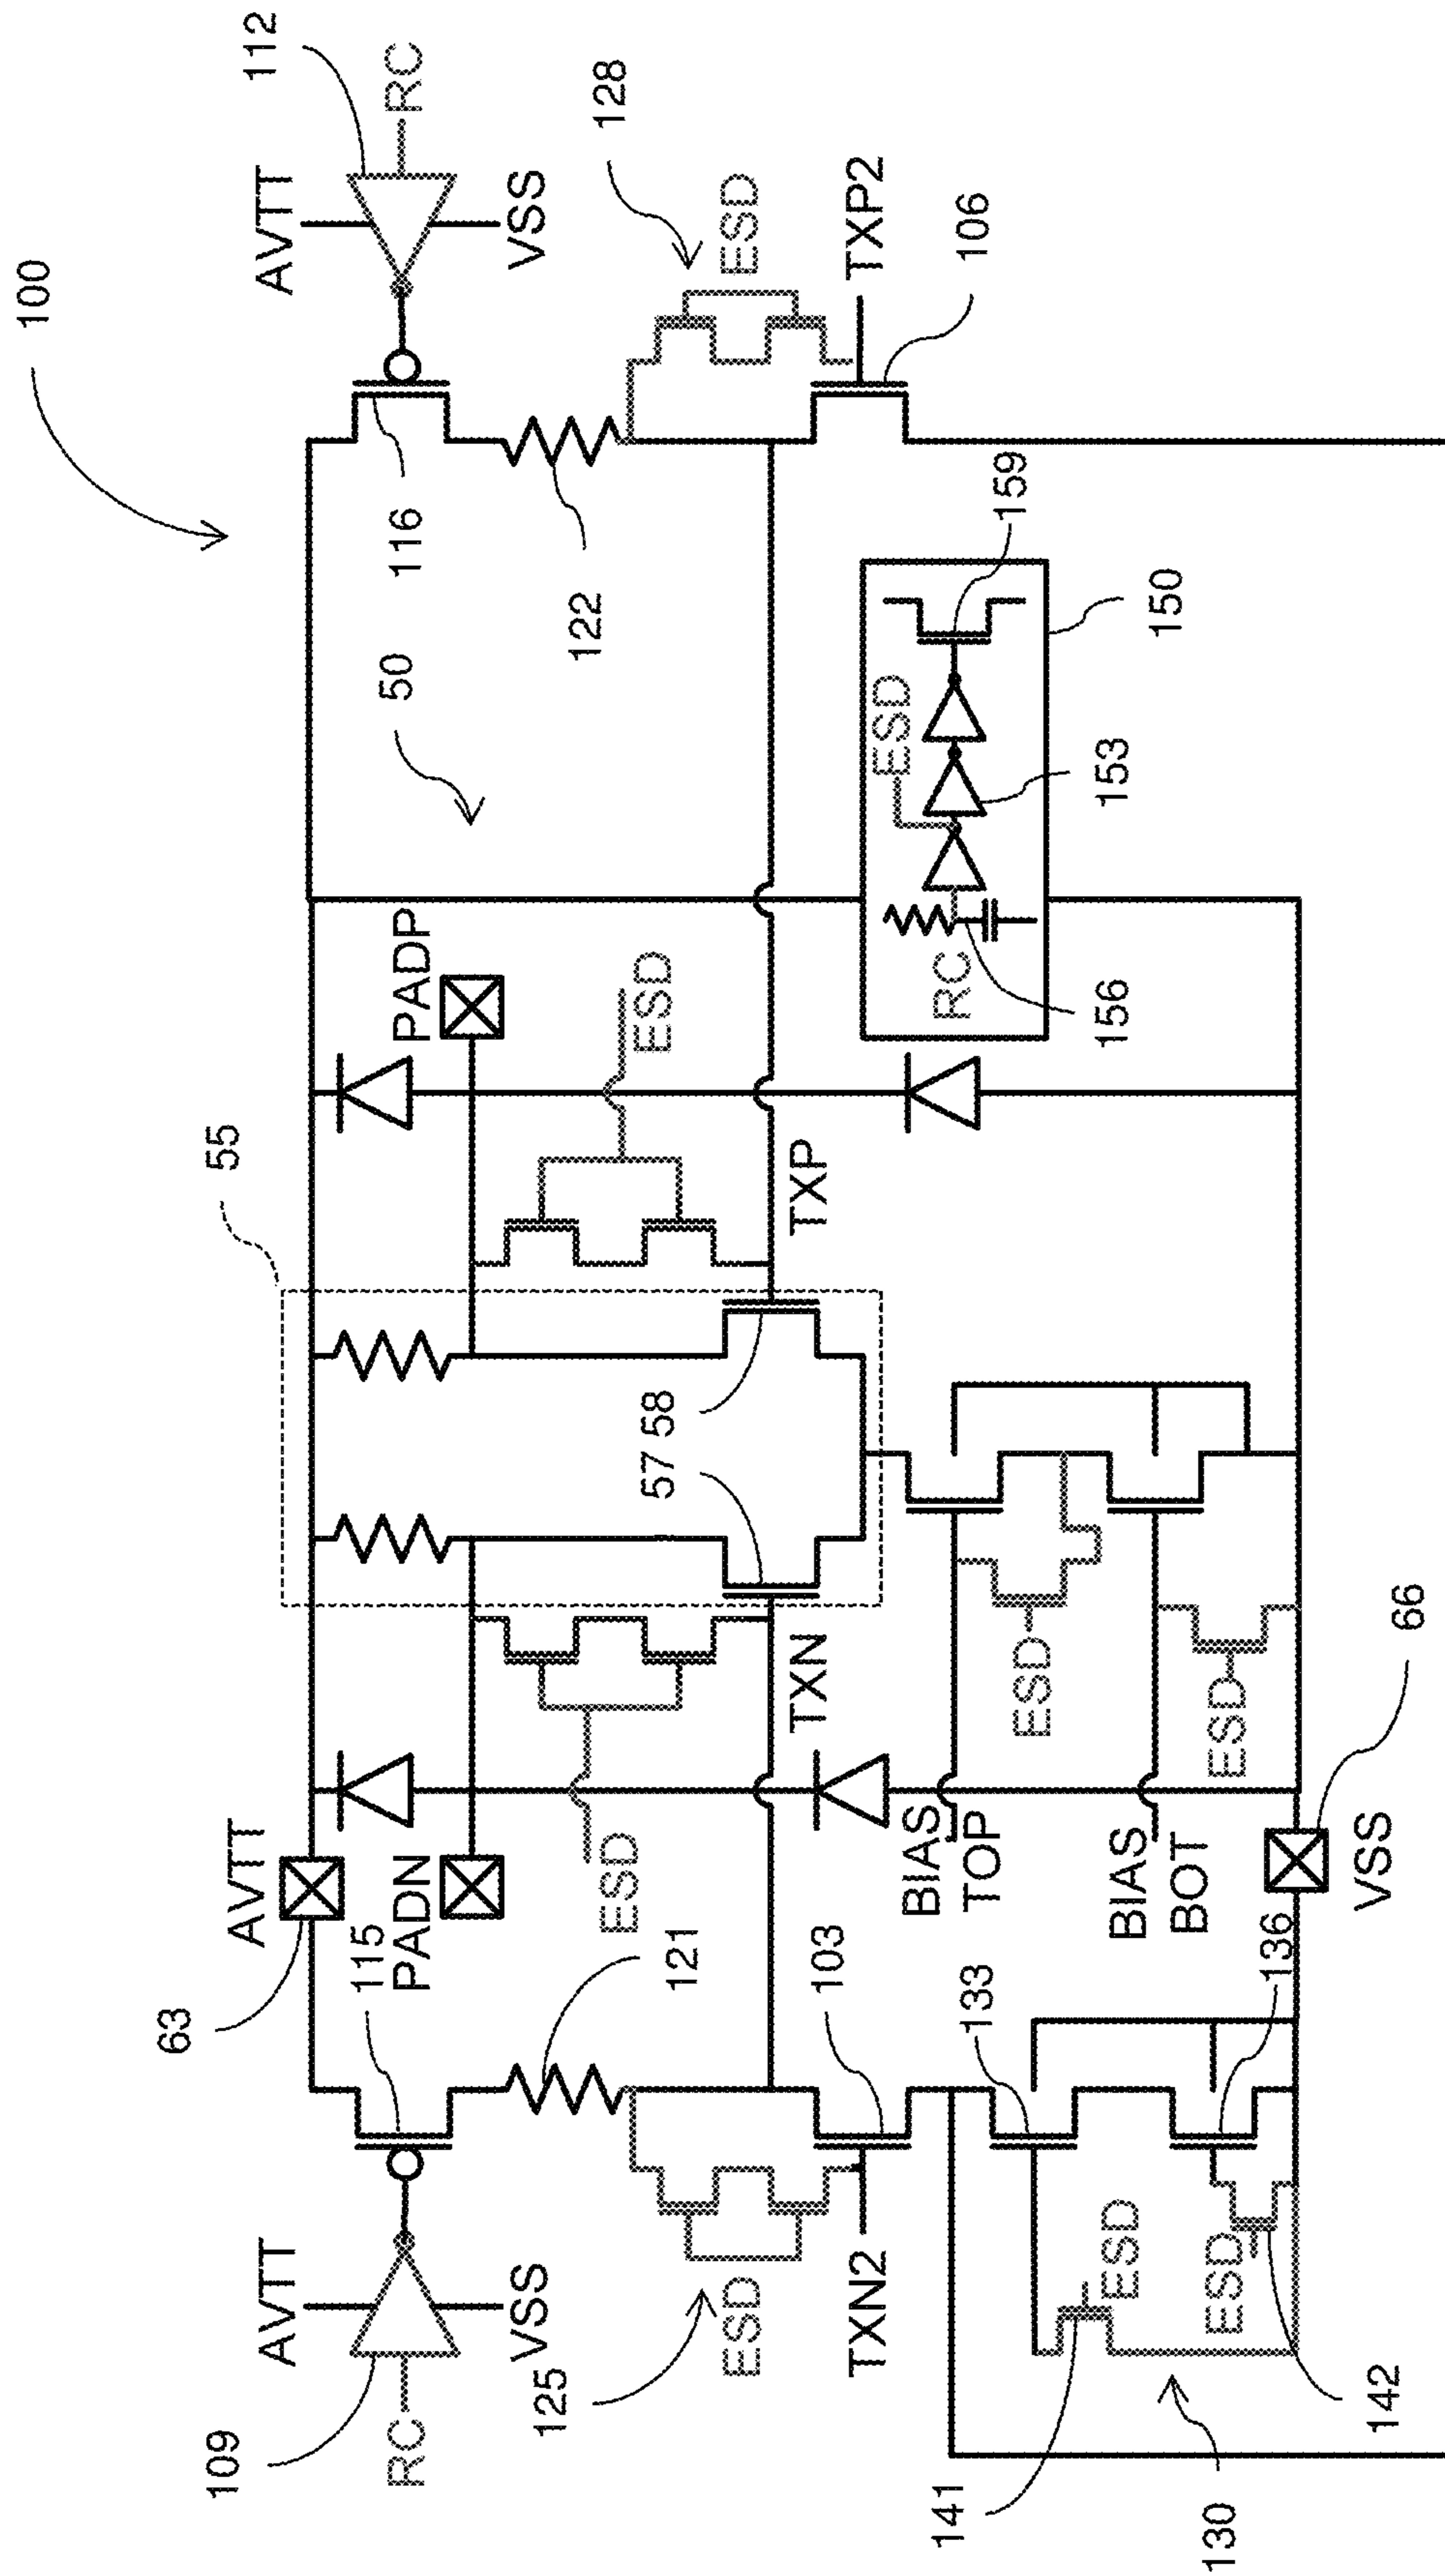 100
AVTT
112
RC
VSS
128
ESD
TXP2
106
116
122
50
55
PADP
ESD
TXP
ESD
159
153
RC
156
150
57
58
AVTT
63
115
PADN
ESD
TXN
BIAS
TOP
ESD
BIAS
BOT
ESD
66
VSS
109
RC
AVTT
VSS
125
ESD
TXN2
121
103
133
136
141
ESD
ESD
142
130